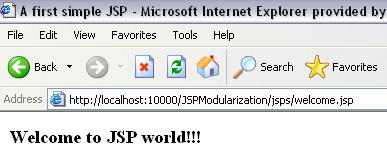 A first simple JSP - Microsoft Internet Explorer provided by
File Edit View Favorites Tools Help
Back Search Favorites
Address http://localhost:10000/JSPModularization/jsps/welcome.jsp
Welcome to JSP world!!!